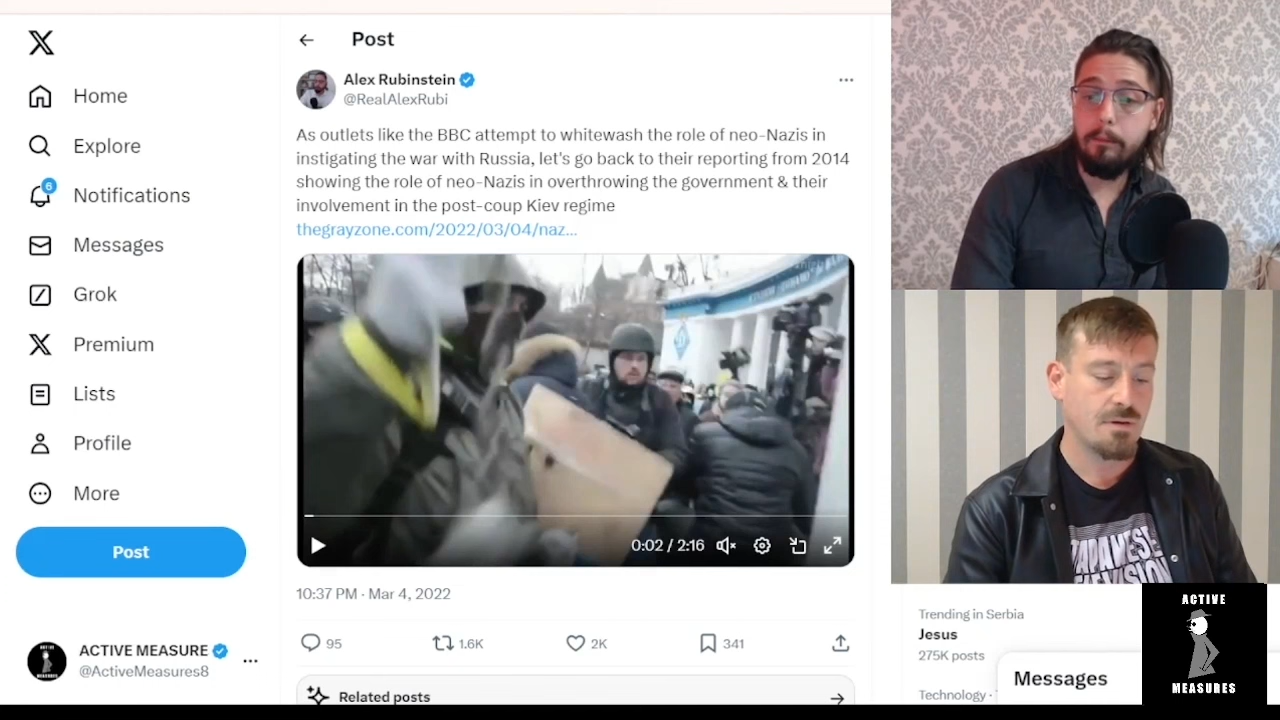 Post
Alex Rubinstein
@RealAlexRubi
As outlets like the BBC attempt to whitewash the role of neo-Nazis in
instigating the war with Russia, let's go back to their reporting from 2014
showing the role of neo-Nazis in overthrowing the government & their
involvement in the post-coup Kiev regime
thegrayzone.com/2022/03/04/naz...
0:02 / 2:16
10:37 PM · Mar 4, 2022
95
1.6K
2K
341
Related posts
Home
Explore
6
Notifications
Messages
Grok
Premium
Lists
Profile
More
Post
ACTIVE MEASURE
@ActiveMeasures8
Trending in Serbia
Jesus
275K posts
Technology ·
Messages
ACTIVE
MEASURES